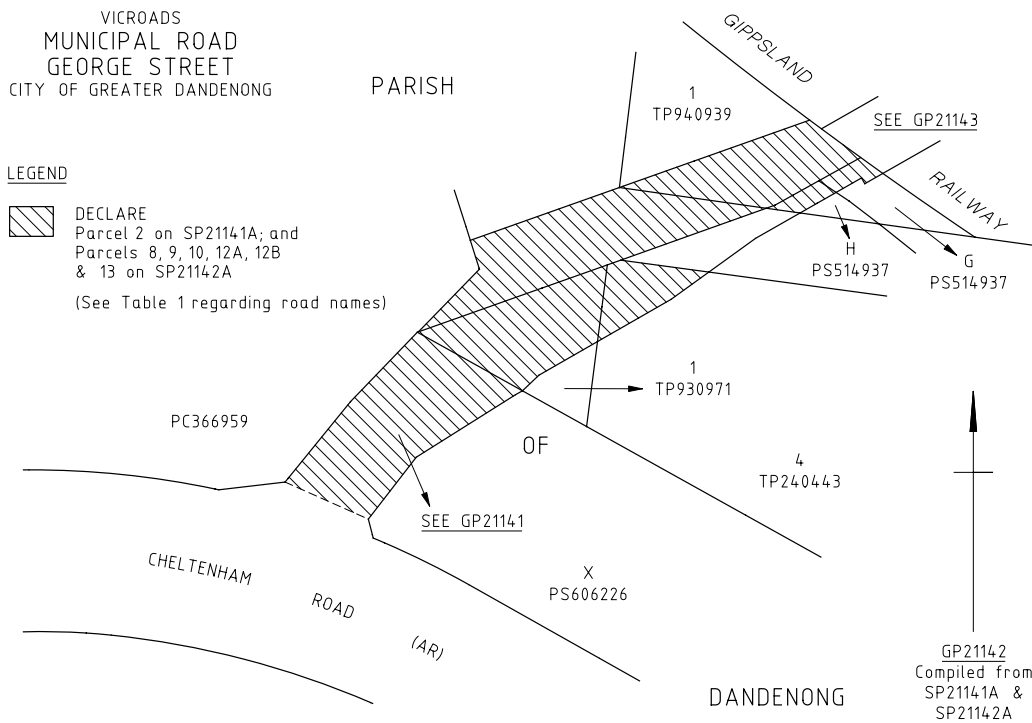 VICROADS
MUNICIPAL ROAD
GEORGE STREET
CITY OF GREATER DANDENONG
PARISH
GIPPSLAND
1
TP940939
SEE GP21143
RAILWAY
LEGEND
DECLARE
Parcel 2 on SP21141A; and
Parcels 8, 9, 10, 12A, 12B
& 13 on SP21142A
(See Table 1 regarding road names)
H
PS514937
G
PS514937
1
TP930971
PC366959
OF
4
TP240443
SEE GP21141
CHELTENHAM
ROAD
(AR)
X
PS606226
DANDENONG
GP21142
Compiled from
SP21141A &
SP21142A